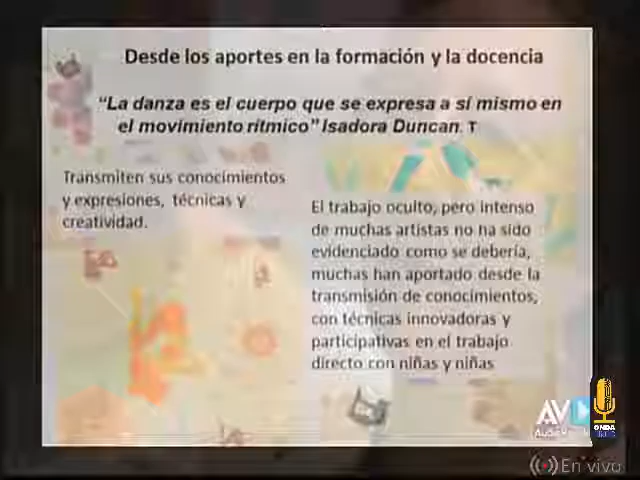 Desde los aportes en la formación y la docencia
“La danza es el cuerpo que se expresa a sí mismo en
el movimiento rítmico” Isadora Duncan. T
Transmiten sus conocimientos
y expresiones, técnicas y
creatividad.
El trabajo oculto, pero intenso
de muchas artistas no ha sido
evidenciado como se debería,
muchas han aportado desde la
transmisión de conocimientos,
con técnicas innovadoras y
participativas en el trabajo
directo con niñas y niñas
AV
ONDA
En vivo